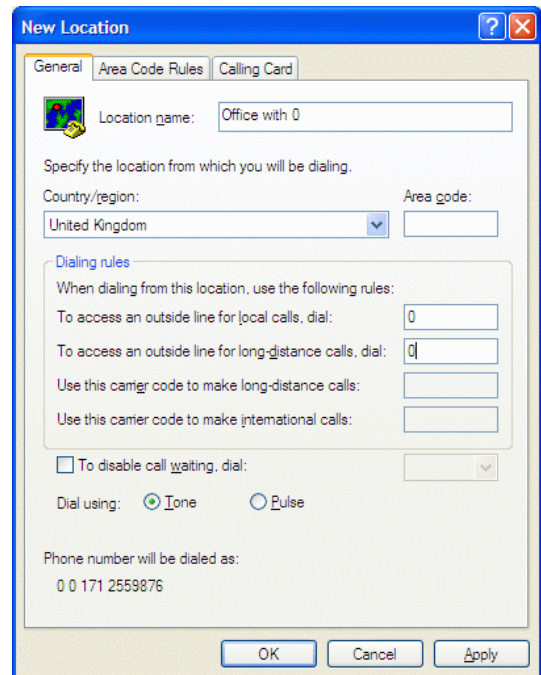 New Location
General Area Code Rules Calling Card
Location name: Office with 0
Specify the location from which you will be dialing.
Country/region: Area code:
United Kingdom
Dialing rules
When dialing from this location, use the following rules:
To access an outside line for local calls, dial: 0
To access an outside line for long-distance calls, dial: 0
Use this carrier code to make long-distance calls:
Use this carrier code to make international calls:
To disable call waiting, dial:
Dial using: Tone Pulse
Phone number will be dialed as:
0 0 171 2559876
OK Cancel Apply